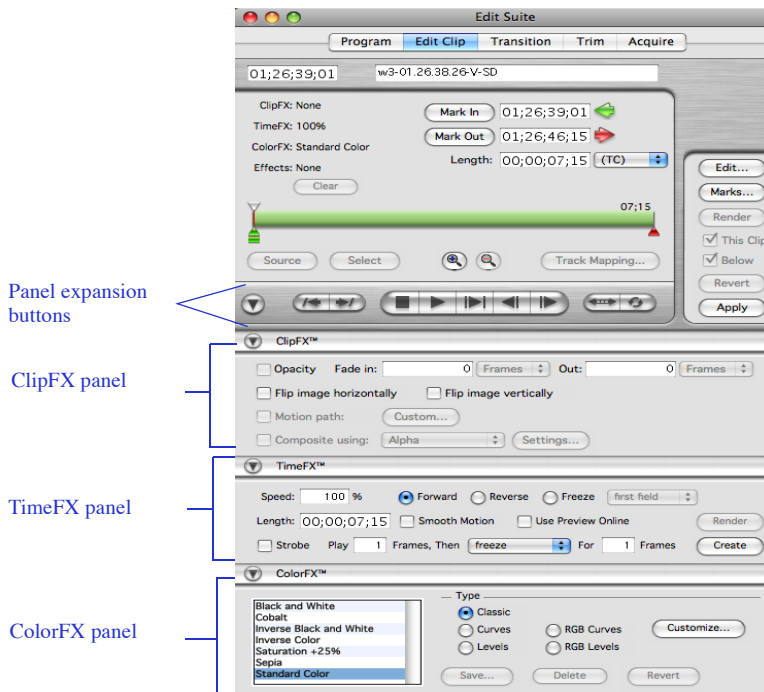 Edit Suite
Program Edit Clip Transition Trim Acquire
01;26;39;01 w3-01.26.38.26-V-SD
ClipFX: None
TimeFX: 100%
ColorFX: Standard Color
Effects: None
Clear
Mark In 01;26;39;01
Mark Out 01;26;46;15
Length: 00;00;07;15 (TC)
07;15
Source Select Track Mapping...
Edit...
Marks...
Render
This Clip
Below
Revert
Apply
Panel expansion
buttons
ClipFX panel
ClipFX™
Opacity Fade in: 0 Frames Out: 0 Frames
Flip image horizontally Flip image vertically
Motion path: Custom...
Composite using: Alpha Settings...
TimeFX panel
TimeFX™
Speed: 100 % Forward Reverse Freeze first field
Length: 00;00;07;15 Smooth Motion Use Preview Online Render
Strobe Play 1 Frames, Then freeze For 1 Frames Create
ColorFX panel
ColorFX™
Black and White
Cobalt
Inverse Black and White
Inverse Color
Saturation +25%
Sepia
Standard Color
Type
Classic
Curves RGB Curves
Levels RGB Levels
Customize...
Save... Delete Revert